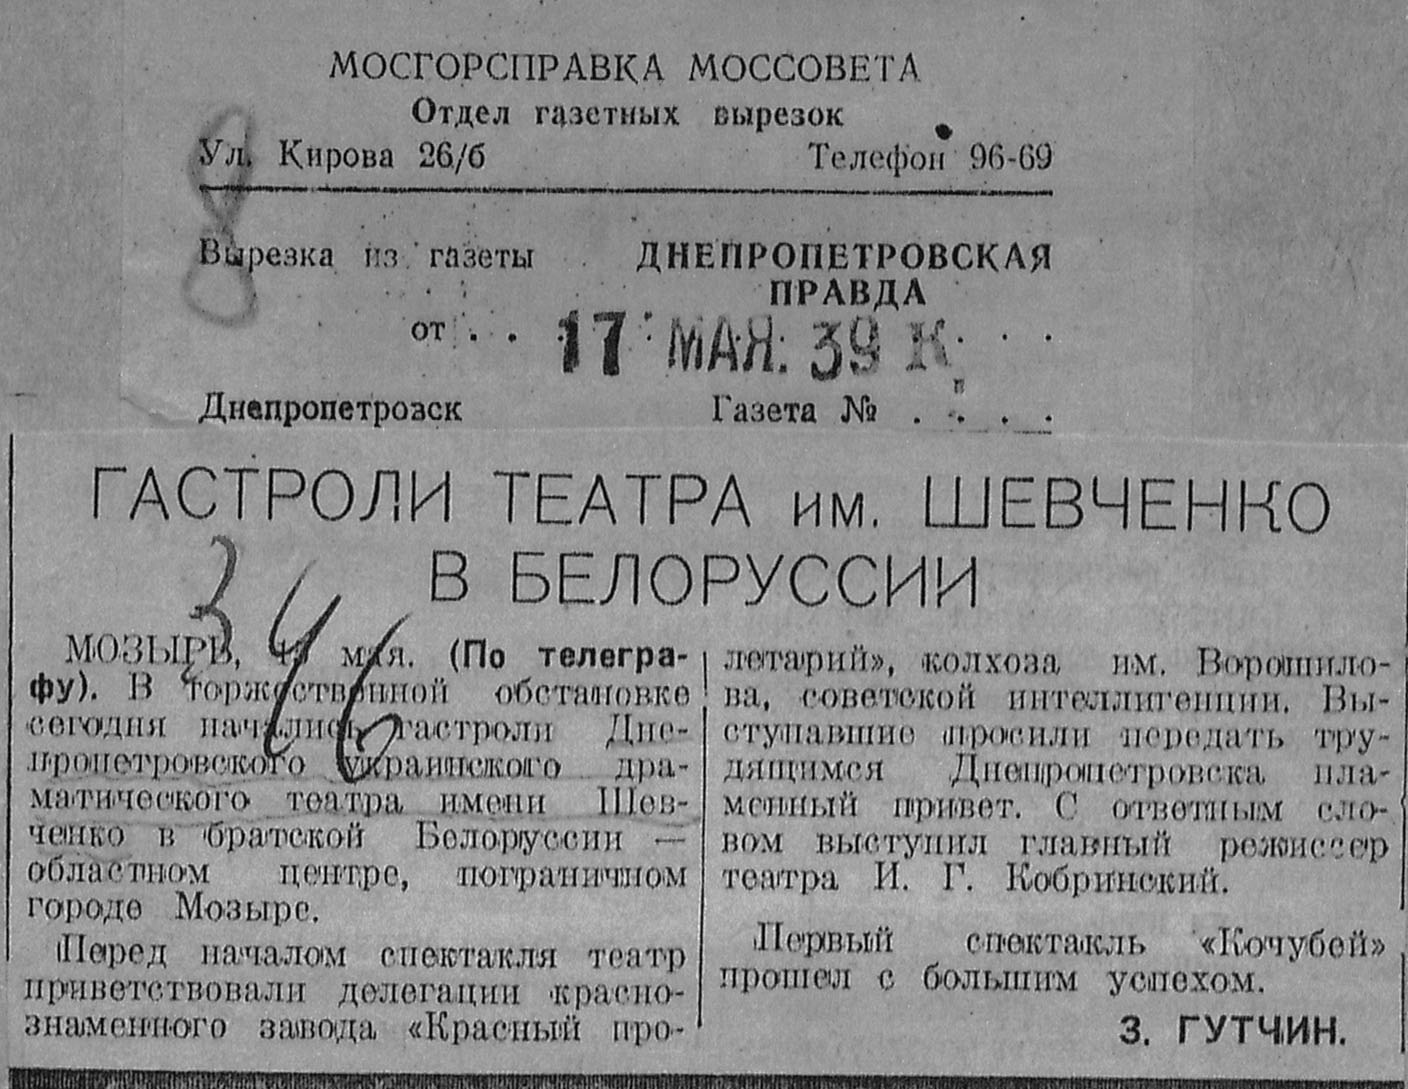 МОСГОРСПРАВКА МОССОВЕТА
Отдел газетных вырезок
Ул. Кирова 26/б Телефон 96-69
Вырезка из газеты ДНЕПРОПЕТРОВСКАЯ
ПРАВДА
от . . 17 МАЯ. 39 К . . .
Днепропетровск Газета № . . . .
ГАСТРОЛИ ТЕАТРА им. ШЕВЧЕНКО
В БЕЛОРУССИИ
346
МОЗЫРЬ, мая. (По телегра-
фу). В торжественной обстановке
сегодня начались гастроли Дне-
пропетровского украинского дра-
матического театра имени Шев-
ченко в братской Белоруссии —
областном центре, пограничном
городе Мозыре.
Перед началом спектакля театр
приветствовали делегации красно-
знаменного завода «Красный про-
летарий», колхоза им. Ворошило-
ва, советской интеллигенции. Вы-
ступавшие просили передать тру-
дящимся Днепропетровска пла-
менный привет. С ответным сло-
вом выступил главный режиссер
театра И. Г. Кобринский.
Первый спектакль «Кочубей»
прошел с большим успехом.
З. ГУТЧИН.